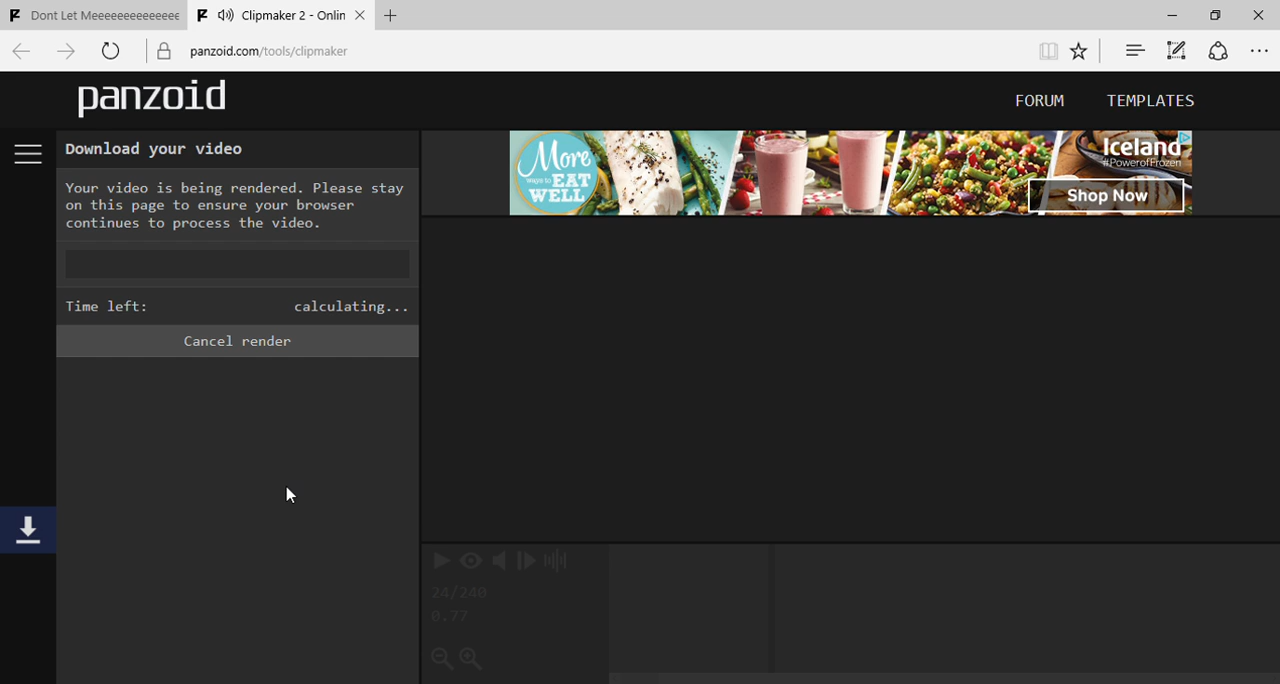 Dont Let Meeeeeeeeeeeeee
Clipmaker 2 - Onlin
panzoid.com/tools/clipmaker
panzoid
FORUM
TEMPLATES
Download your video
Your video is being rendered. Please stay
on this page to ensure your browser
continues to process the video.
Time left:
calculating...
Cancel render
More
ways to EAT
WELL
Iceland
#PowerofFrozen
Shop Now
24/240
0.77